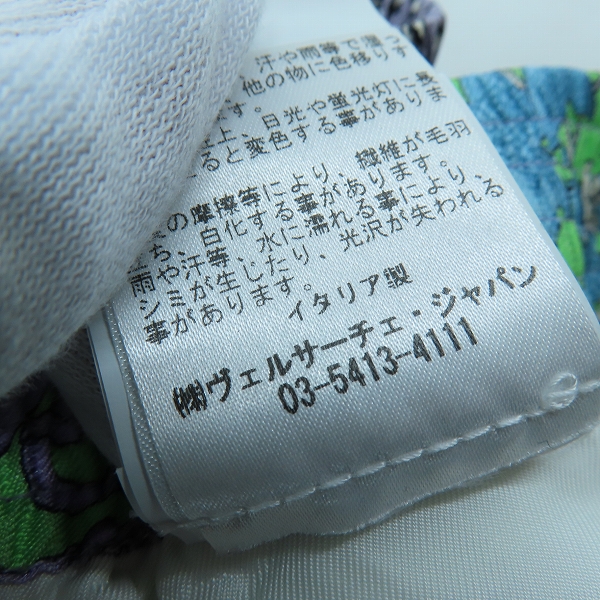 汗や雨等で湿っ
他の物に色移りす
す。
上、日光や蛍光灯に長
ると変色する事がありま
の摩擦等により、繊維が毛羽
ち、白化する事があります。
雨や汗等、水に濡れる事により、
シミが生じたり、光沢が失われる
事があります。
イタリア製
㈱ヴェルサーチェ・ジャパン
03-5413-4111